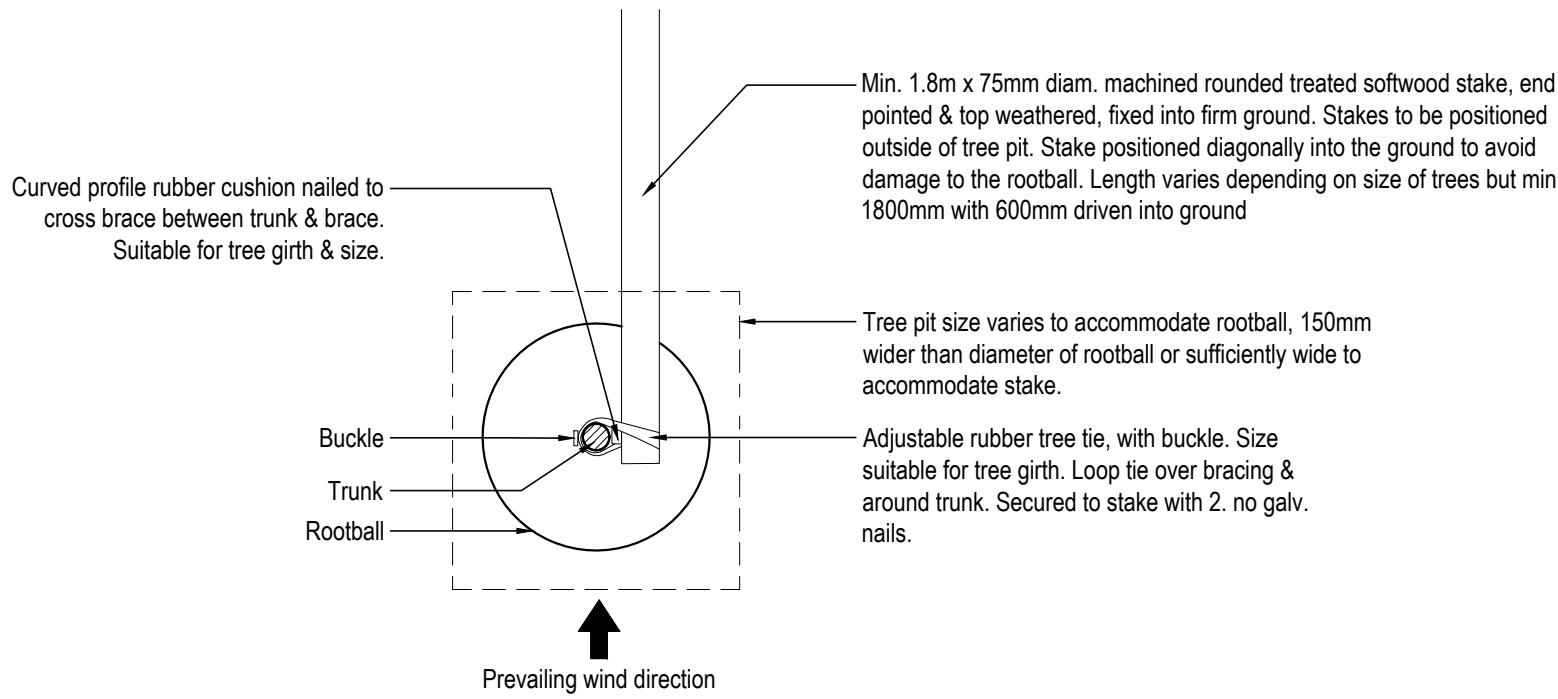 Min. 1.8m x 75mm diam. machined rounded treated softwood stake, end
pointed & top weathered, fixed into firm ground. Stakes to be positioned
outside of tree pit. Stake positioned diagonally into the ground to avoid
damage to the rootball. Length varies depending on size of trees but min
1800mm with 600mm driven into ground
Curved profile rubber cushion nailed to
cross brace between trunk & brace.
Suitable for tree girth & size.
Tree pit size varies to accommodate rootball, 150mm
wider than diameter of rootball or sufficiently wide to
accommodate stake.
Buckle
Trunk
Rootball
Adjustable rubber tree tie, with buckle. Size
suitable for tree girth. Loop tie over bracing &
around trunk. Secured to stake with 2. no galv.
nails.
Prevailing wind direction